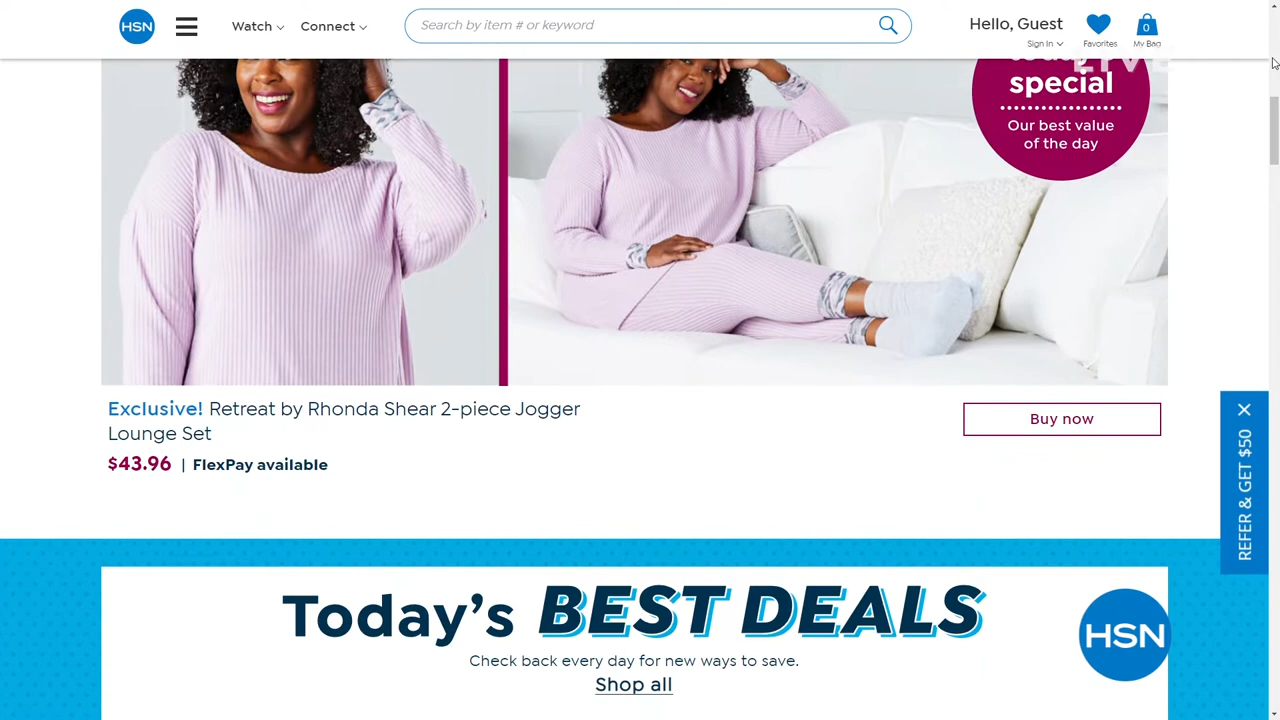 HSN
Watch
Connect
Search by item # or keyword
Hello, Guest
Sign In
Favorites
0
My Bag
LIVE
special
Our best value
of the day
Exclusive! Retreat by Rhonda Shear 2-piece Jogger
Lounge Set
$43.96 | FlexPay available
Buy now
REFER & GET $50
Today's BEST DEALS
Check back every day for new ways to save.
Shop all
HSN